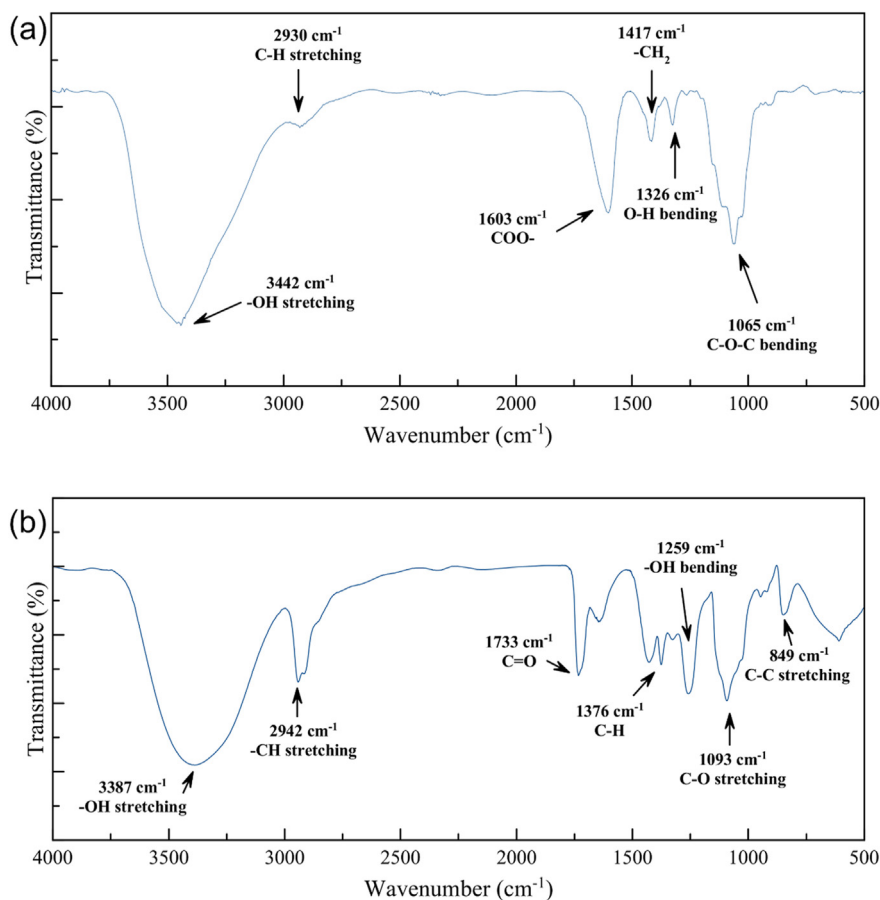 (a)
2930 cm⁻¹
C-H stretching
1417 cm⁻¹
-CH₂
1603 cm⁻¹
COO-
1326 cm⁻¹
O-H bending
3442 cm⁻¹
-OH stretching
1065 cm⁻¹
C-O-C bending
Transmittance (%)
4000 3500 3000 2500 2000 1500 1000 500
Wavenumber (cm⁻¹)
(b)
1259 cm⁻¹
-OH bending
1733 cm⁻¹
C=O
849 cm⁻¹
C-C stretching
1376 cm⁻¹
C-H
2942 cm⁻¹
-CH stretching
1093 cm⁻¹
C-O stretching
3387 cm⁻¹
-OH stretching
Transmittance (%)
4000 3500 3000 2500 2000 1500 1000 500
Wavenumber (cm⁻¹)